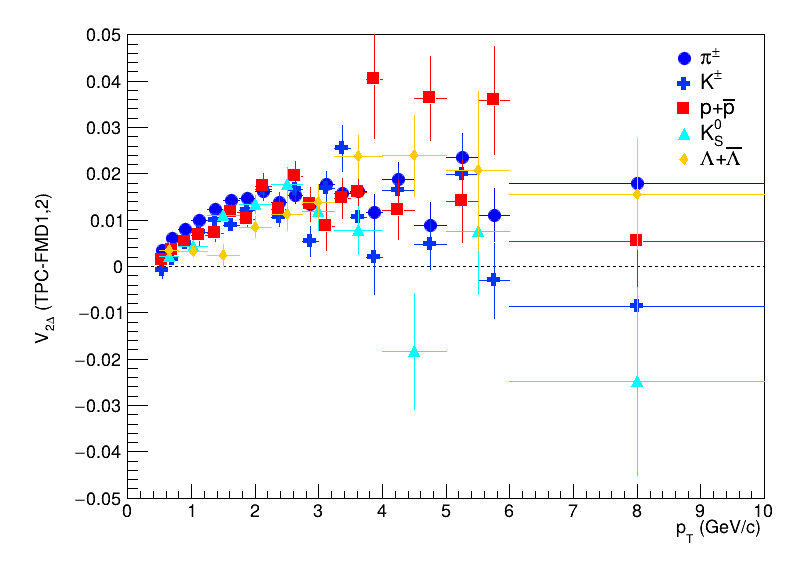 0.05
0.04
0.03
0.02
0.01
0
−0.01
−0.02
−0.03
−0.04
−0.05
V2Δ (TPC-FMD1,2)
π±
K±
p+p̅
K0S
Λ+Λ̅
0 1 2 3 4 5 6 7 8 9 10
pT (GeV/c)